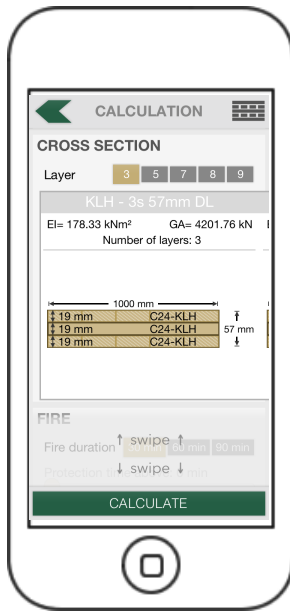 CALCULATION
CROSS SECTION
Layer 3 5 7 8 9
KLH - 3s 57mm DL
EI= 178.33 kNm² GA= 4201.76 kN
Number of layers: 3
1000 mm
19 mm C24-KLH
19 mm C24-KLH
19 mm C24-KLH
57 mm
FIRE
↑ swipe ↑
Fire duration 30 min 60 min 90 min
↓ swipe ↓
CALCULATE